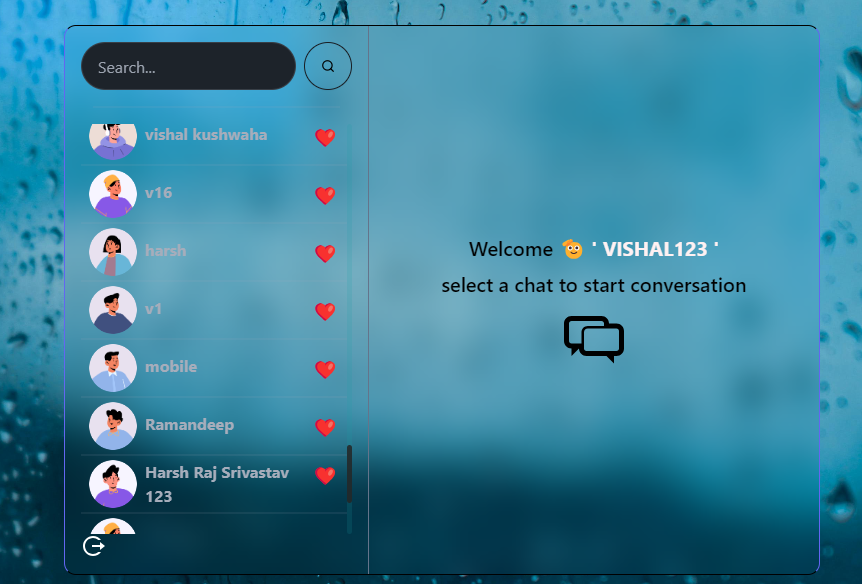 Search...
vishal kushwaha
v16
harsh
v1
mobile
Ramandeep
Harsh Raj Srivastav
123
Welcome 👋 ' VISHAL123 '
select a chat to start conversation